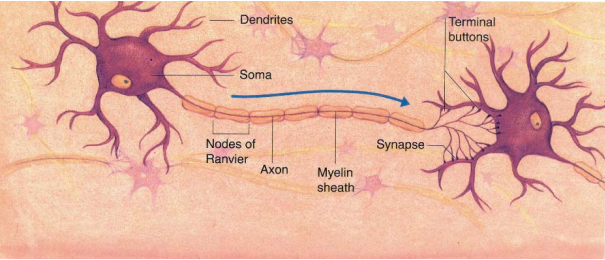 Dendrites
Terminal
buttons
Soma
Nodes of
Ranvier
Axon
Myelin
sheath
Synapse